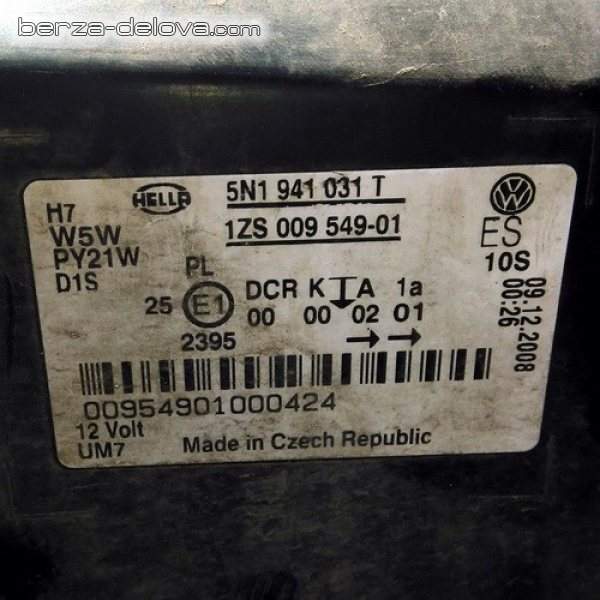 berza-delova.com
HELLA
5N1 941 031 T
1ZS 009 549-01
H7
W5W
PY21W
D1S
ES
10S
09.12.2008
00:26
PL
25 E1 DCR K T A 1a
00 00 02 01
2395
00954901000424
12 Volt
UM7
Made in Czech Republic